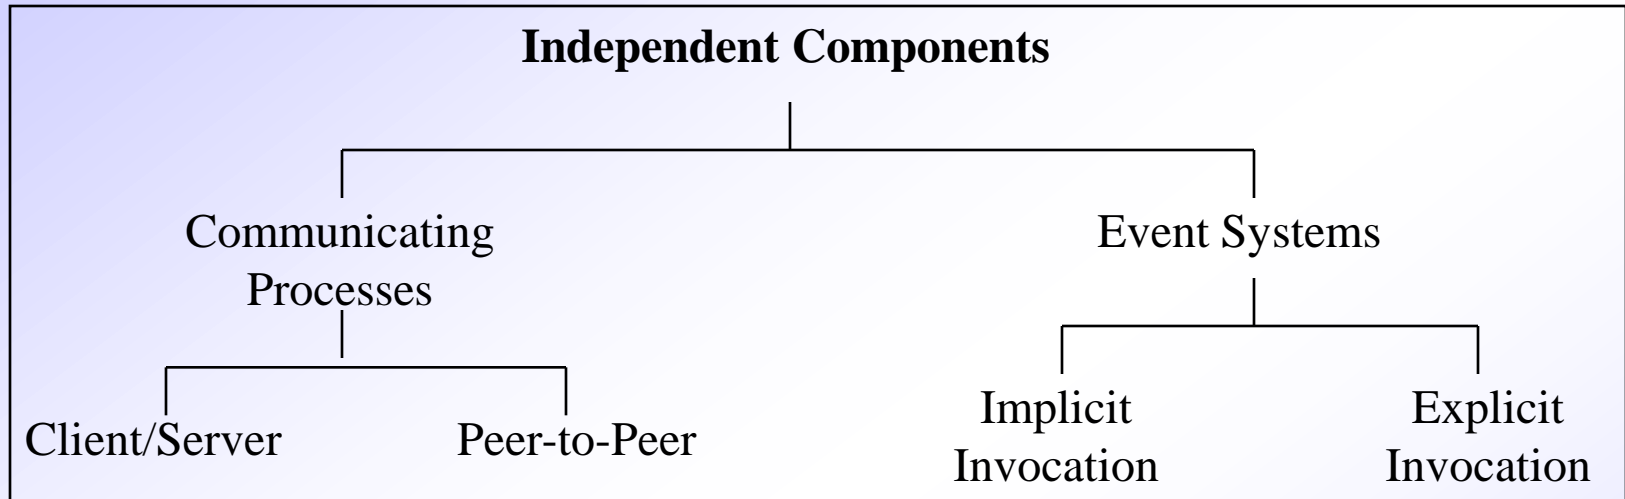 Independent Components
Communicating
Processes
Event Systems
Client/Server
Peer-to-Peer
Implicit
Invocation
Explicit
Invocation